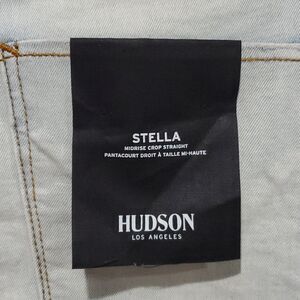 STELLA
MIDRISE CROP STRAIGHT
PANTACOURT DROIT À TAILLE MI-HAUTE
HUDSON
LOS ANGELES